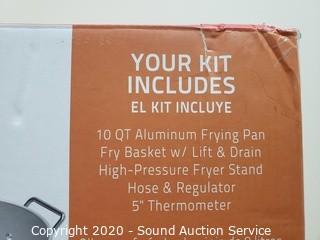 YOUR KIT
INCLUDES
EL KIT INCLUYE
10 QT Aluminum Frying Pan
Fry Basket w/ Lift & Drain
High-Pressure Fryer Stand
Hose & Regulator
5" Thermometer
Copyright 2020 - Sound Auction Service